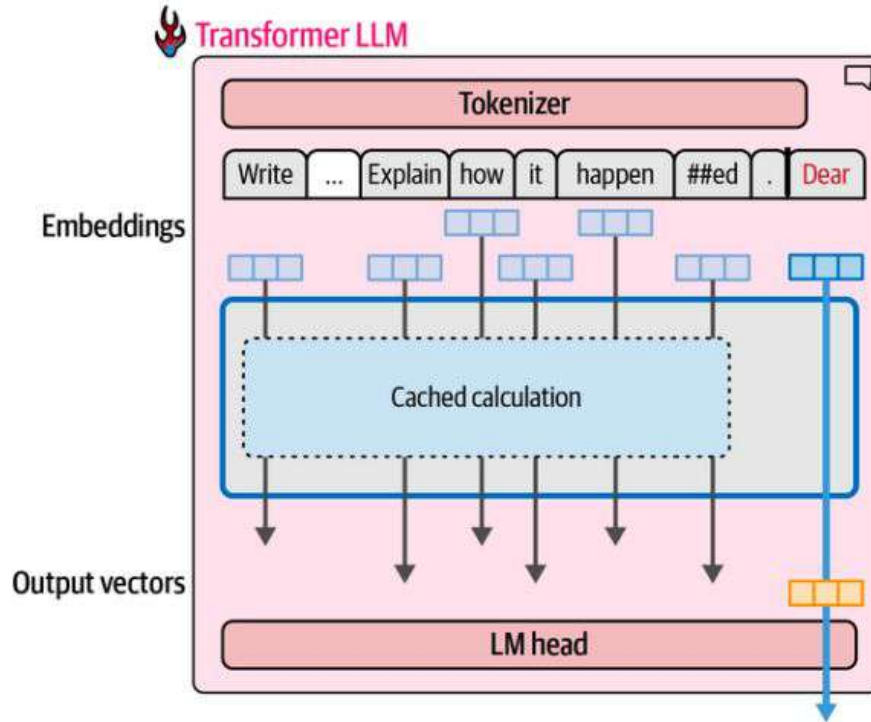 Transformer LLM
Tokenizer
Write ... Explain how it happen ##ed . Dear
Embeddings
Cached calculation
Output vectors
LM head